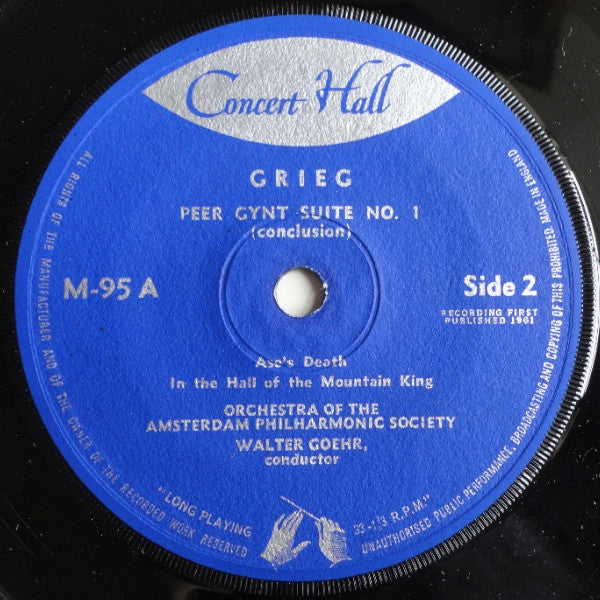 Concert Hall
GRIEG
PEER GYNT SUITE NO. 1
(conclusion)
M-95 A
Side 2
RECORDING FIRST
PUBLISHED 1961
Ase's Death
In the Hall of the Mountain King
ORCHESTRA OF THE
AMSTERDAM PHILHARMONIC SOCIETY
WALTER GOEHR,
conductor
"LONG PLAYING
33-1/3 R.P.M."
ALL RIGHTS OF THE MANUFACTURER AND OF THE OWNER OF THE RECORDED WORK RESERVED
UNAUTHORISED PUBLIC PERFORMANCE, BROADCASTING AND COPYING OF THIS PROHIBITED. MADE IN ENGLAND